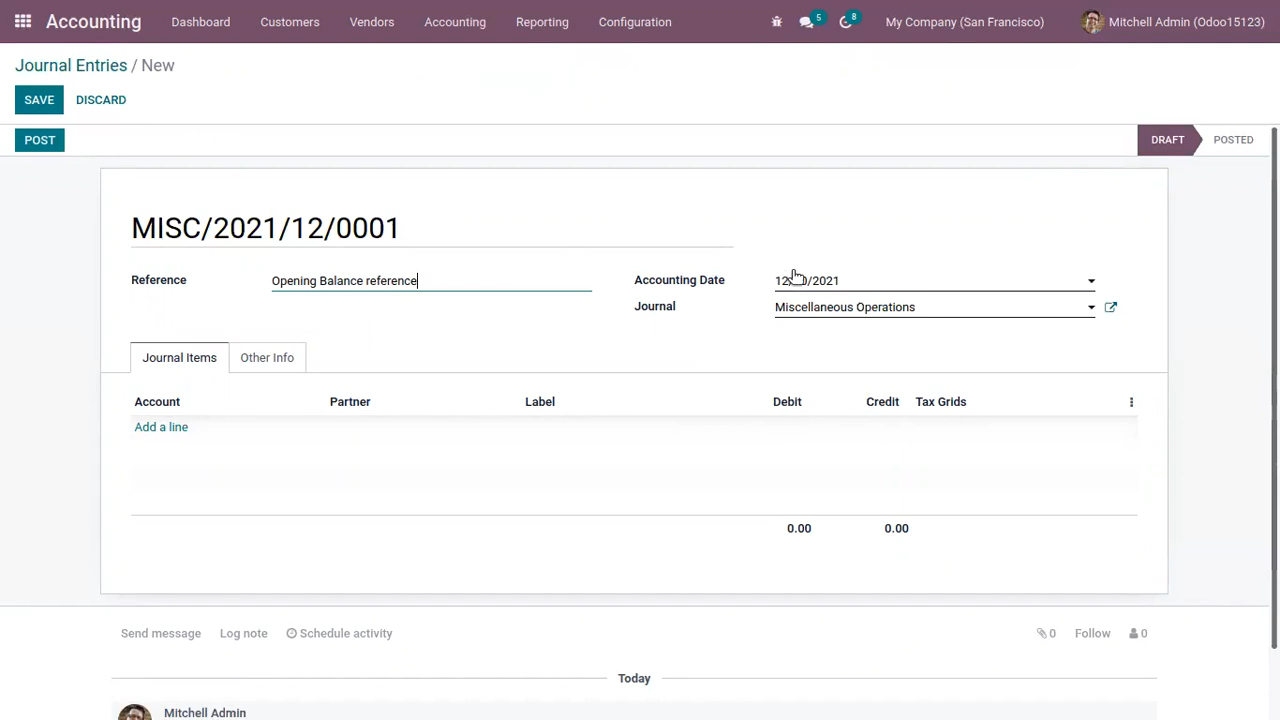 Accounting Dashboard Customers Vendors Accounting Reporting Configuration 5 8 My Company (San Francisco) Mitchell Admin (Odoo15123)
Journal Entries / New
SAVE DISCARD
POST DRAFT POSTED
MISC/2021/12/0001
Reference Opening Balance reference Accounting Date
Journal Miscellaneous Operations
Journal Items Other Info
Account Partner Label Debit Credit Tax Grids
Add a line
0.00 0.00
Send message Log note Schedule activity 0 Follow 0
Today
Mitchell Admin